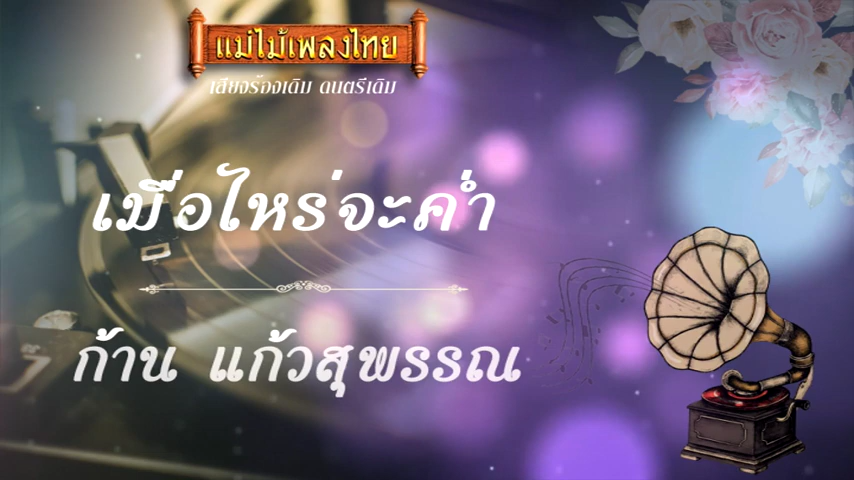 แม่ไม้เพลงไทย
เสียงร้องเดิม ดนตรีเดิม
เมื่อไหร่จะค่ำ
ก้าน แก้วสุพรรณ